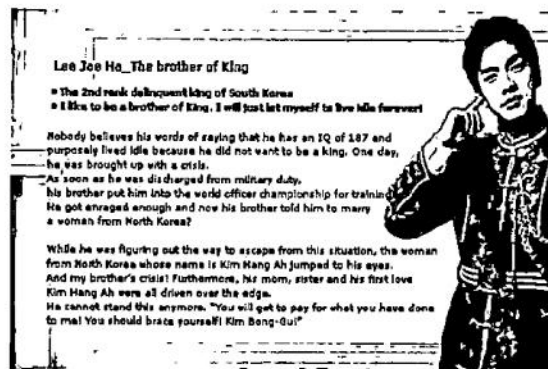 Lee Jae Ha_The brother of King
The 2nd rank delinquent king of South Korea
I like to be a brother of King. I will just let myself to live idle forever!
Nobody believes his words of saying that he has an IQ of 187 and
purposely lived idle because he did not want to be a king. One day,
he was brought up with a crisis.
As soon as he was discharged from military duty,
his brother put him into the world officer championship for training
He got enraged enough and now his brother told him to marry
a woman from North Korea?
While he was figuring out the way to escape from this situation, the woman
from North Korea whose name is Kim Hang Ah jumped to his eyes.
And my brother's crisis! Furthermore, his mom, sister and his first love
Kim Hang Ah were all driven over the edge.
He cannot stand this anymore. "You will get to pay for what you have done
to me! You should brace yourself! Kim Bong-Gu!"